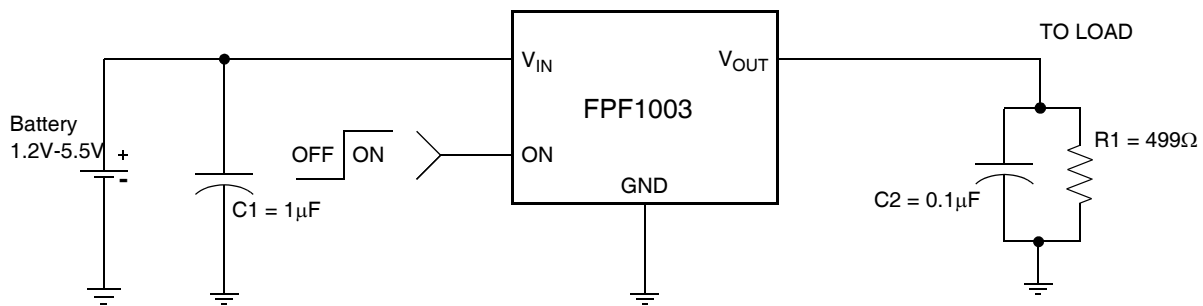 TO LOAD
V_IN
V_OUT
FPF1003
Battery
1.2V-5.5V
+
-
OFF
ON
ON
GND
R1 = 499Ω
C1 = 1µF
C2 = 0.1µF